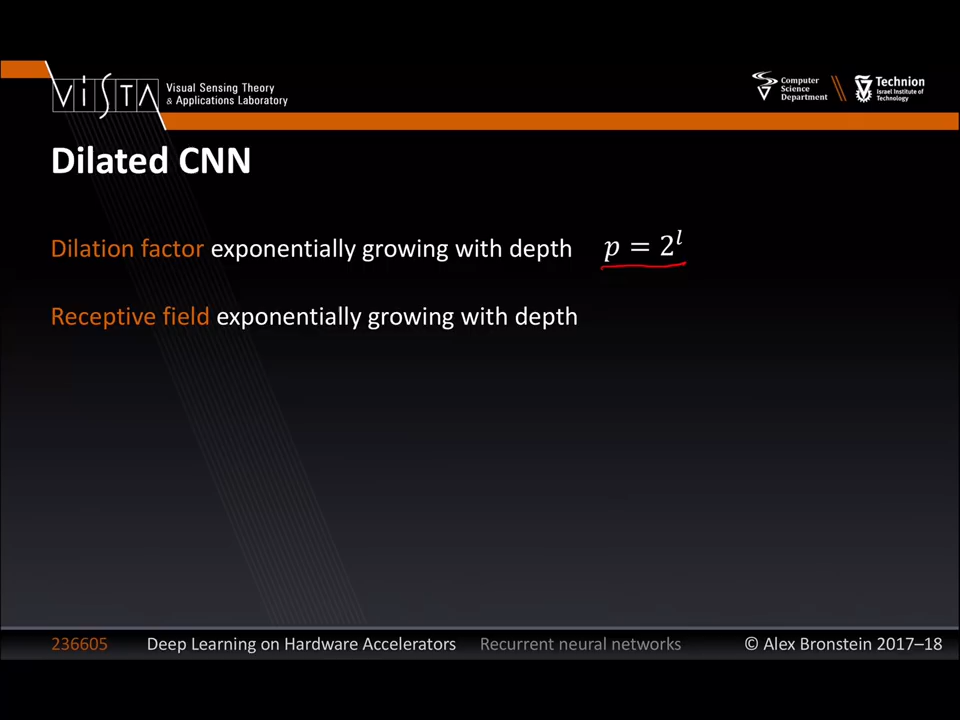 VISTA Visual Sensing Theory
& Applications Laboratory
Computer
Science
Department
Technion
Israel Institute of
Technology
Dilated CNN
Dilation factor exponentially growing with depth p = 2^l
Receptive field exponentially growing with depth
236605 Deep Learning on Hardware Accelerators Recurrent neural networks © Alex Bronstein 2017–18